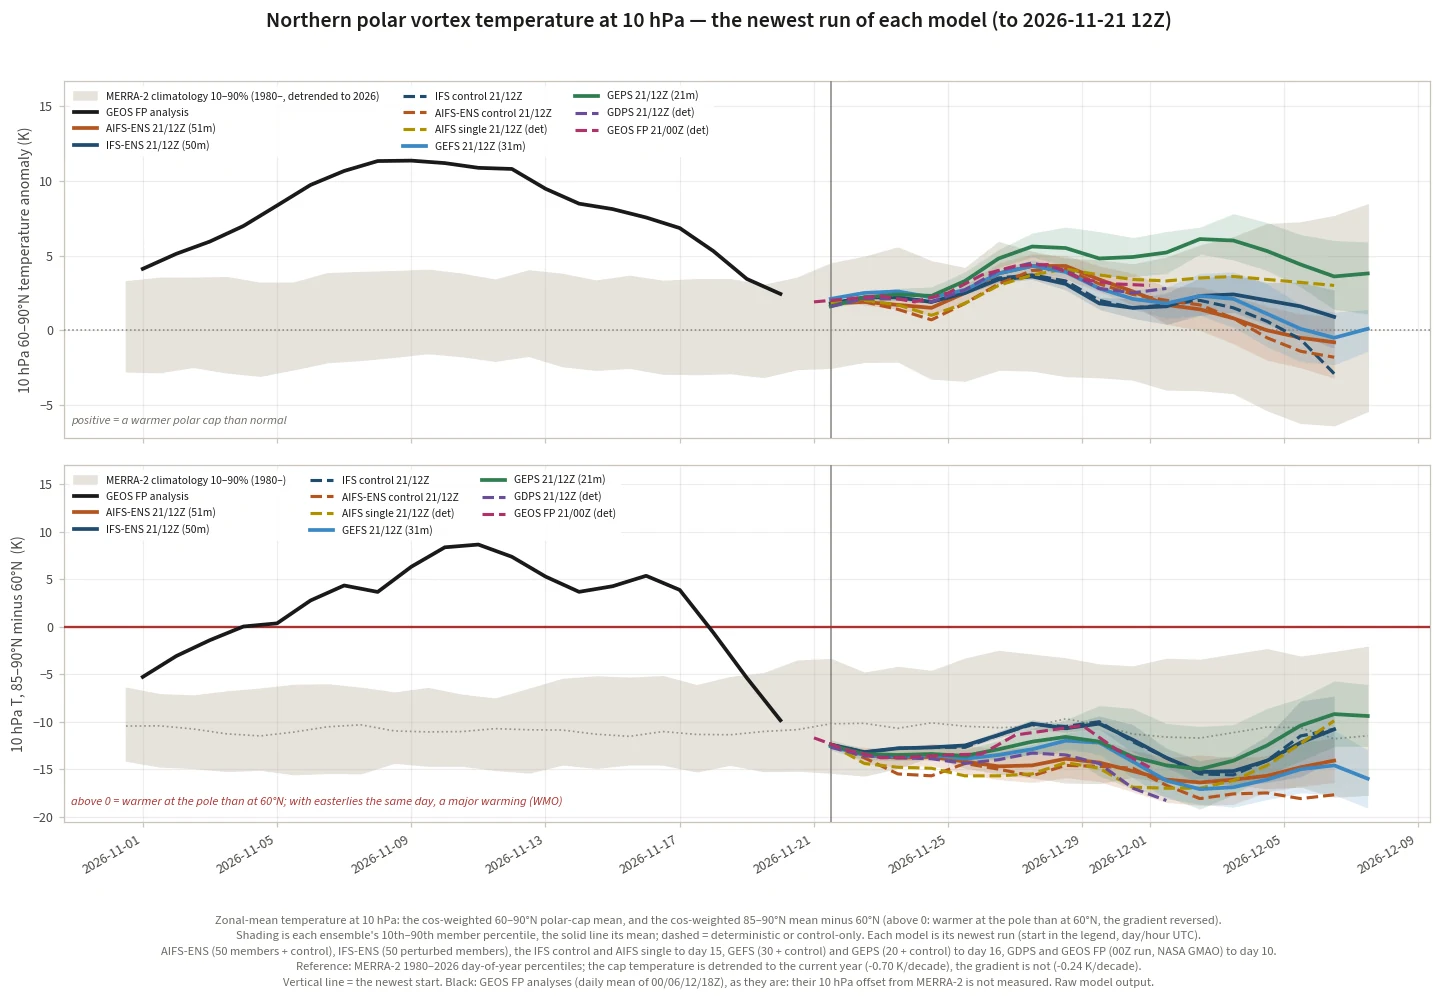 Northern polar vortex temperature at 10 hPa — the newest run of each model (to 2026-11-21 12Z)
10 hPa 60–90°N temperature anomaly (K)
15
10
5
0
−5
MERRA-2 climatology 10–90% (1980–, detrended to 2026)
GEOS FP analysis
AIFS-ENS 21/12Z (51m)
IFS-ENS 21/12Z (50m)
IFS control 21/12Z
AIFS-ENS control 21/12Z
AIFS single 21/12Z (det)
GEFS 21/12Z (31m)
GEPS 21/12Z (21m)
GDPS 21/12Z (det)
GEOS FP 21/00Z (det)
positive = a warmer polar cap than normal
10 hPa T, 85–90°N minus 60°N (K)
15
10
5
0
−5
−10
−15
−20
MERRA-2 climatology 10–90% (1980–)
GEOS FP analysis
AIFS-ENS 21/12Z (51m)
IFS-ENS 21/12Z (50m)
IFS control 21/12Z
AIFS-ENS control 21/12Z
AIFS single 21/12Z (det)
GEFS 21/12Z (31m)
GEPS 21/12Z (21m)
GDPS 21/12Z (det)
GEOS FP 21/00Z (det)
above 0 = warmer at the pole than at 60°N; with easterlies the same day, a major warming (WMO)
2026-11-01
2026-11-05
2026-11-09
2026-11-13
2026-11-17
2026-11-21
2026-11-25
2026-11-29
2026-12-01
2026-12-05
2026-12-09
Zonal-mean temperature at 10 hPa: the cos-weighted 60–90°N polar-cap mean, and the cos-weighted 85–90°N mean minus 60°N (above 0: warmer at the pole than at 60°N, the gradient reversed).
Shading is each ensemble's 10th–90th member percentile, the solid line its mean; dashed = deterministic or control-only. Each model is its newest run (start in the legend, day/hour UTC).
AIFS-ENS (50 members + control), IFS-ENS (50 perturbed members), the IFS control and AIFS single to day 15, GEFS (30 + control) and GEPS (20 + control) to day 16, GDPS and GEOS FP (00Z run, NASA GMAO) to day 10.
Reference: MERRA-2 1980–2026 day-of-year percentiles; the cap temperature is detrended to the current year (-0.70 K/decade), the gradient is not (-0.24 K/decade).
Vertical line = the newest start. Black: GEOS FP analyses (daily mean of 00/06/12/18Z), as they are: their 10 hPa offset from MERRA-2 is not measured. Raw model output.